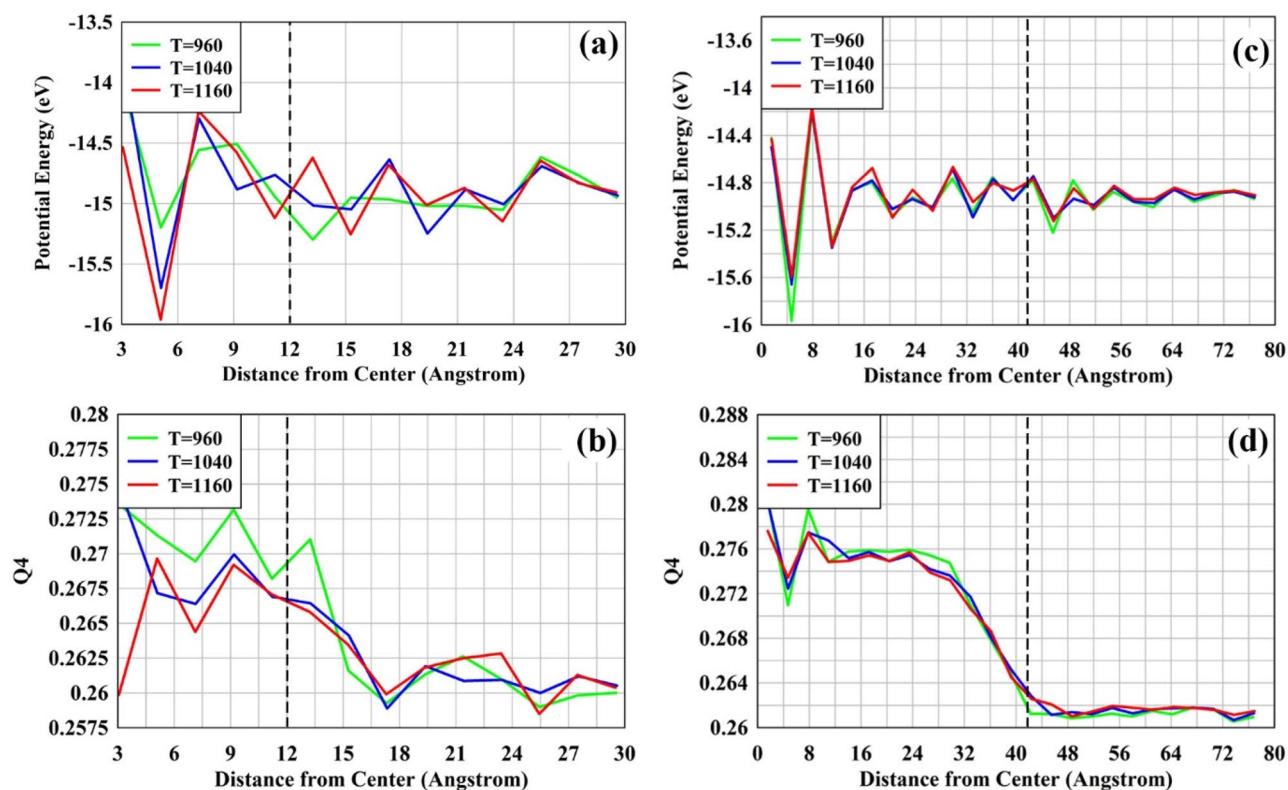 (a)
T=960
T=1040
T=1160
Potential Energy (eV)
-13.5
-14
-14.5
-15
-15.5
-16
3 6 9 12 15 18 21 24 27 30
Distance from Center (Angstrom)
(c)
T=960
T=1040
T=1160
Potential Energy (eV)
-13.6
-14
-14.4
-14.8
-15.2
-15.6
-16
0 8 16 24 32 40 48 56 64 72 80
Distance from Center (Angstrom)
(b)
T=960
T=1040
T=1160
Q4
0.28
0.2775
0.275
0.2725
0.27
0.2675
0.265
0.2625
0.26
0.2575
3 6 9 12 15 18 21 24 27 30
Distance from Center (Angstrom)
(d)
T=960
T=1040
T=1160
Q4
0.288
0.284
0.28
0.276
0.272
0.268
0.264
0.26
0 8 16 24 32 40 48 56 64 72 80
Distance from Center (Angstrom)